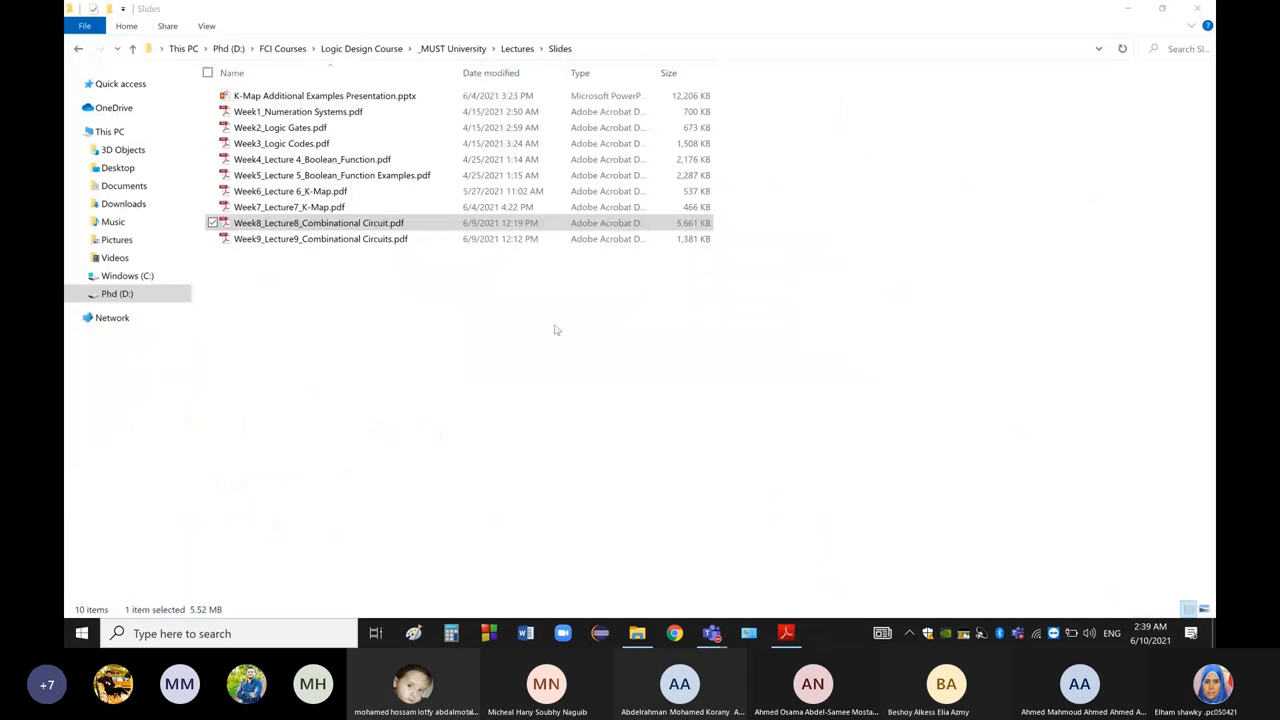 Slides
File Home Share View
This PC Phd (D:) FCI Courses Logic Design Course _MUST University Lectures Slides Search Sl...
Name Date modified Type Size
Quick access
OneDrive
This PC
3D Objects
Desktop
Documents
Downloads
Music
Pictures
Videos
Windows (C:)
Phd (D:)
Network
K-Map Additional Examples Presentation.pptx 6/4/2021 3:23 PM Microsoft PowerP... 12,206 KB
Week1_Numeration Systems.pdf 4/15/2021 2:50 AM Adobe Acrobat D... 700 KB
Week2_Logic Gates.pdf 4/15/2021 2:59 AM Adobe Acrobat D... 673 KB
Week3_Logic Codes.pdf 4/15/2021 3:24 AM Adobe Acrobat D... 1,508 KB
Week4_Lecture 4_Boolean_Function.pdf 4/25/2021 1:14 AM Adobe Acrobat D... 2,176 KB
Week5_Lecture 5_Boolean_Function Examples.pdf 4/25/2021 1:15 AM Adobe Acrobat D... 2,287 KB
Week6_Lecture 6_K-Map.pdf 5/27/2021 11:02 AM Adobe Acrobat D... 537 KB
Week7_Lecture7_K-Map.pdf 6/4/2021 4:22 PM Adobe Acrobat D... 466 KB
Week8_Lecture8_Combinational Circuit.pdf 6/9/2021 12:19 PM Adobe Acrobat D... 5,661 KB
Week9_Lecture9_Combinational Circuits.pdf 6/9/2021 12:12 PM Adobe Acrobat D... 1,381 KB
10 items 1 item selected 5.52 MB
Type here to search
ENG
2:39 AM
6/10/2021
+7 MM MH MN AA AN BA AA
mohamed hossam lotfy abdalmotal... Micheal Hany Soubhy Naguib Abdelrahman Mohamed Korany A... Ahmed Osama Abdel-Samee Mosta... Beshoy Alkess Elia Azmy Ahmed Mahmoud Ahmed Ahmed A... Elham shawky_pc050421